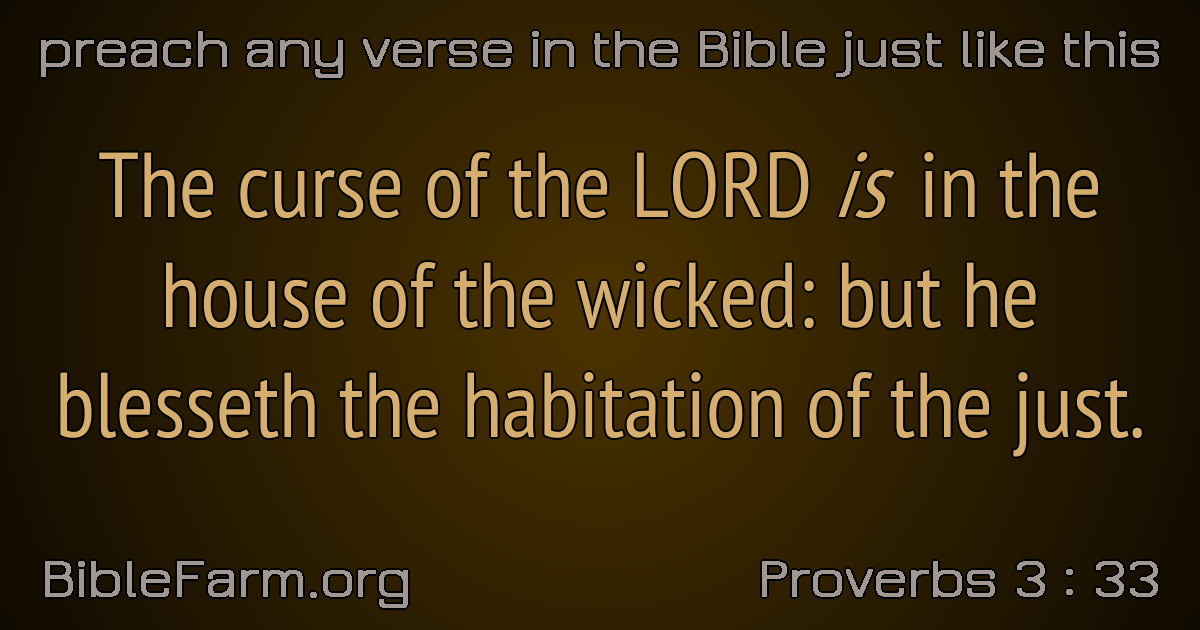 preach any verse in the Bible just like this
The curse of the LORD is in the
house of the wicked: but he
blesseth the habitation of the just.
BibleFarm.org
Proverbs 3 : 33